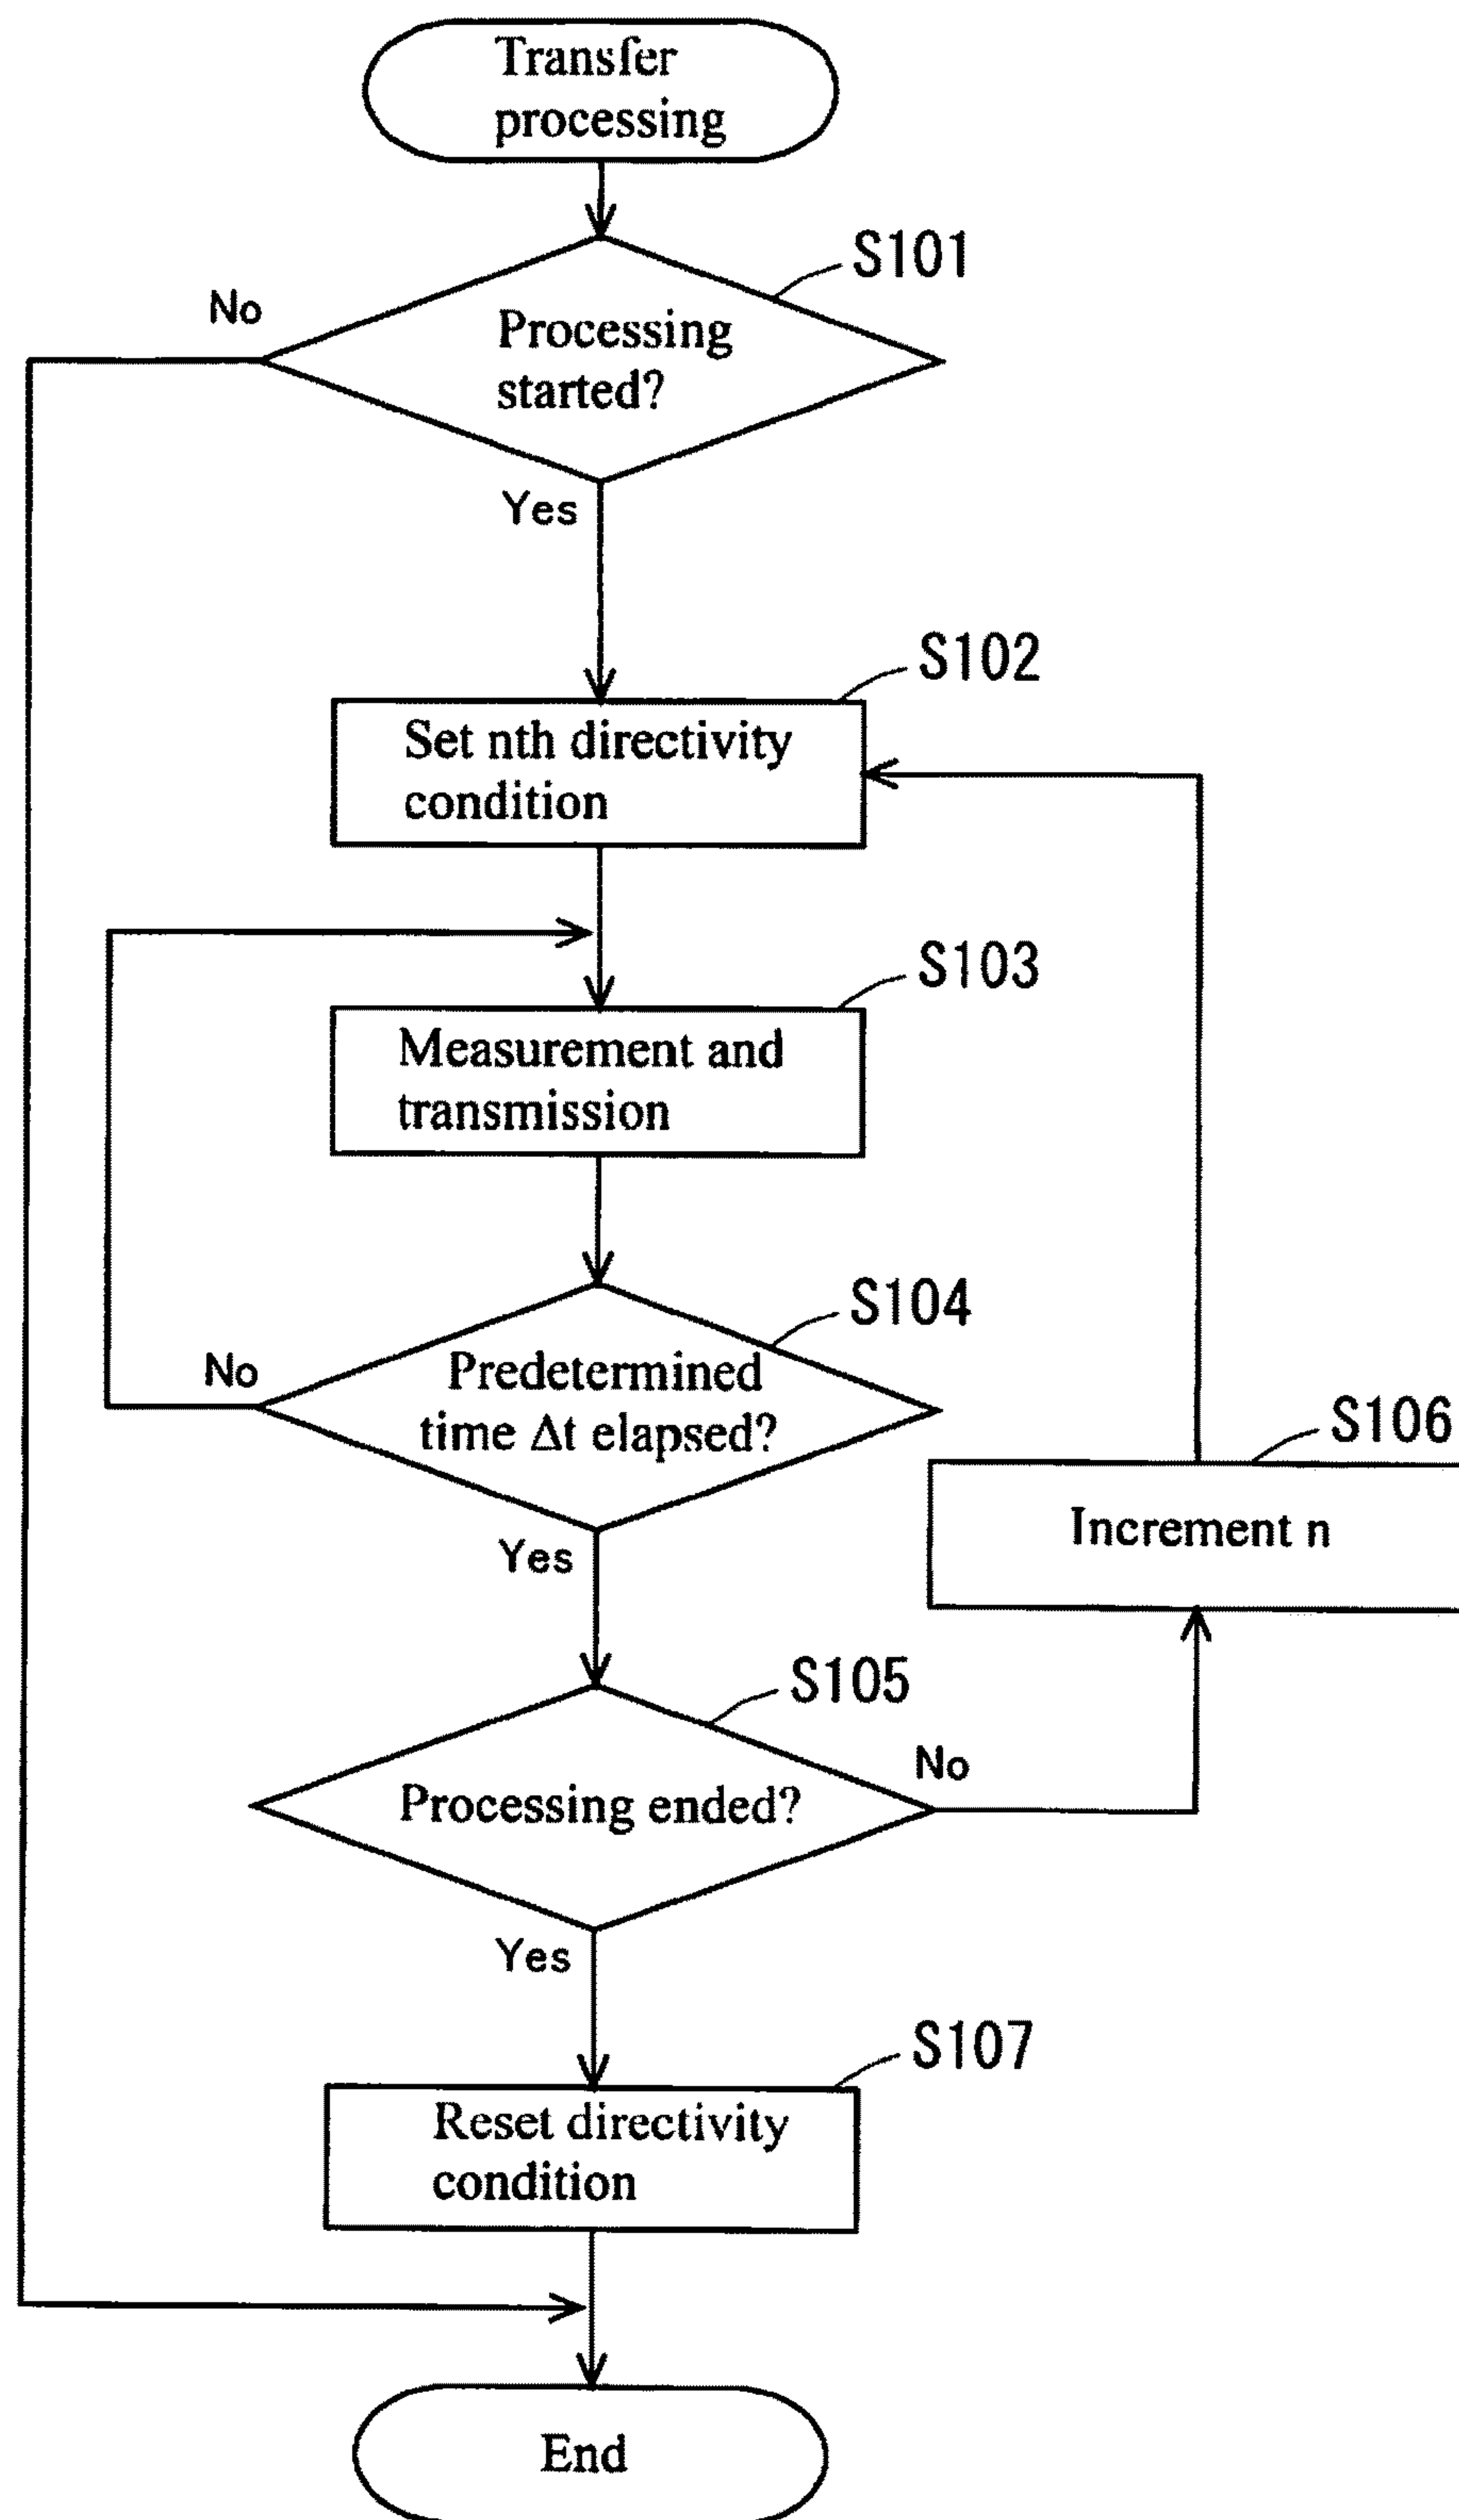 Transfer
processing
S101
No
Processing
started?
Yes
S102
Set nth directivity
condition
S103
Measurement and
transmission
S104
No
Predetermined
time Δt elapsed?
S106
Increment n
Yes
S105
No
Processing ended?
Yes
S107
Reset directivity
condition
End